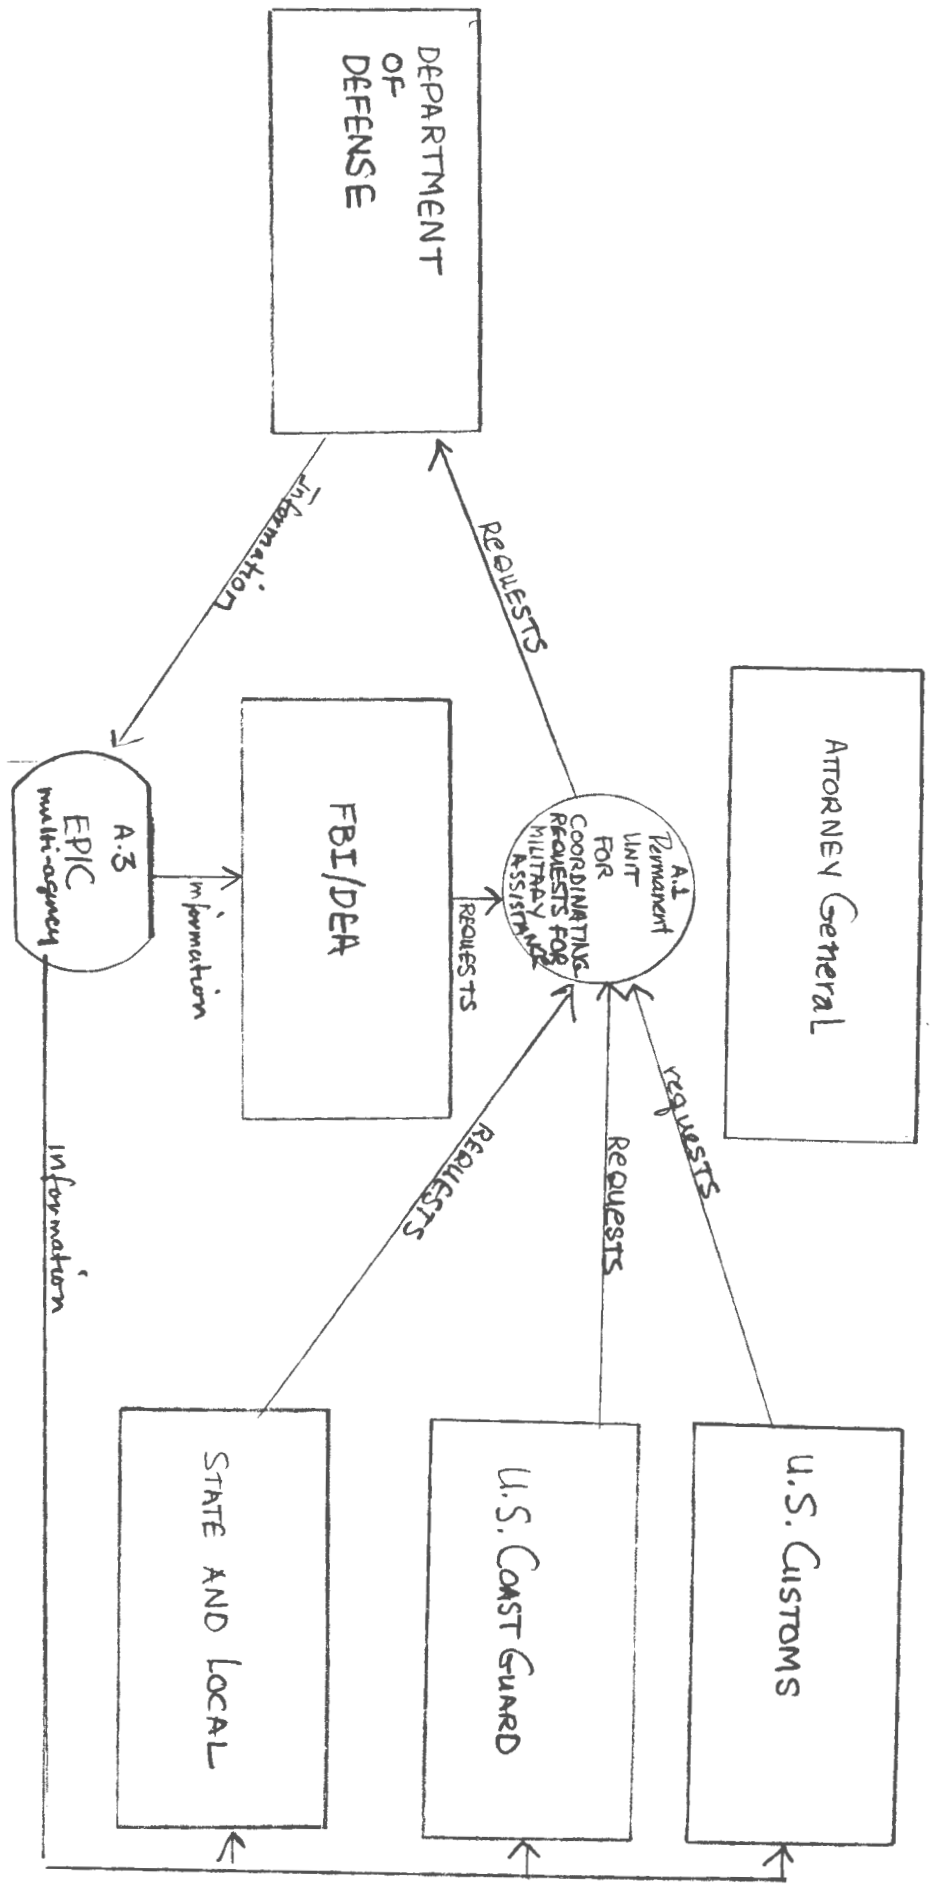 ATTORNEY General
A.1
Permanent
UNIT
FOR
COORDINATING
REQUESTS FOR
MILITARY
ASSISTANCE
DEPARTMENT
OF
DEFENSE
REQUESTS
information
REQUESTS
FBI/DEA
information
A.3
EPIC
multi-agency
requests
REQUESTS
REQUESTS
U.S. CUSTOMS
U.S. COAST GUARD
STATE AND LOCAL
information